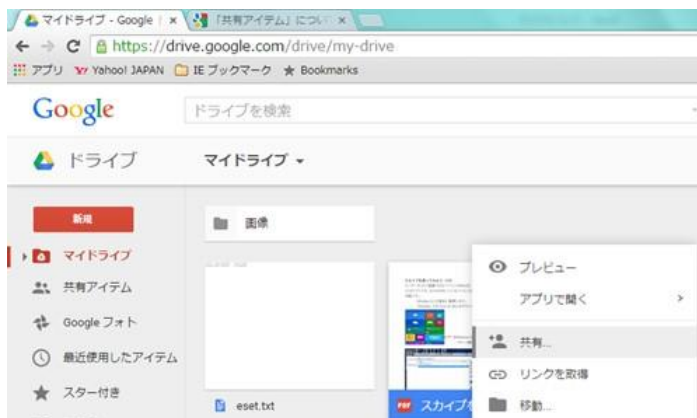 マイドライブ - Google
「共有アイテム」につい
https://drive.google.com/drive/my-drive
アプリ Yahoo! JAPAN IE ブックマーク Bookmarks
Google ドライブを検索
ドライブ マイドライブ
新規
画像
マイドライブ
共有アイテム
Google フォト
最近使用したアイテム
スター付き
eset.txt
PDF スカイプを
プレビュー
アプリで開く
共有...
リンクを取得
移動...